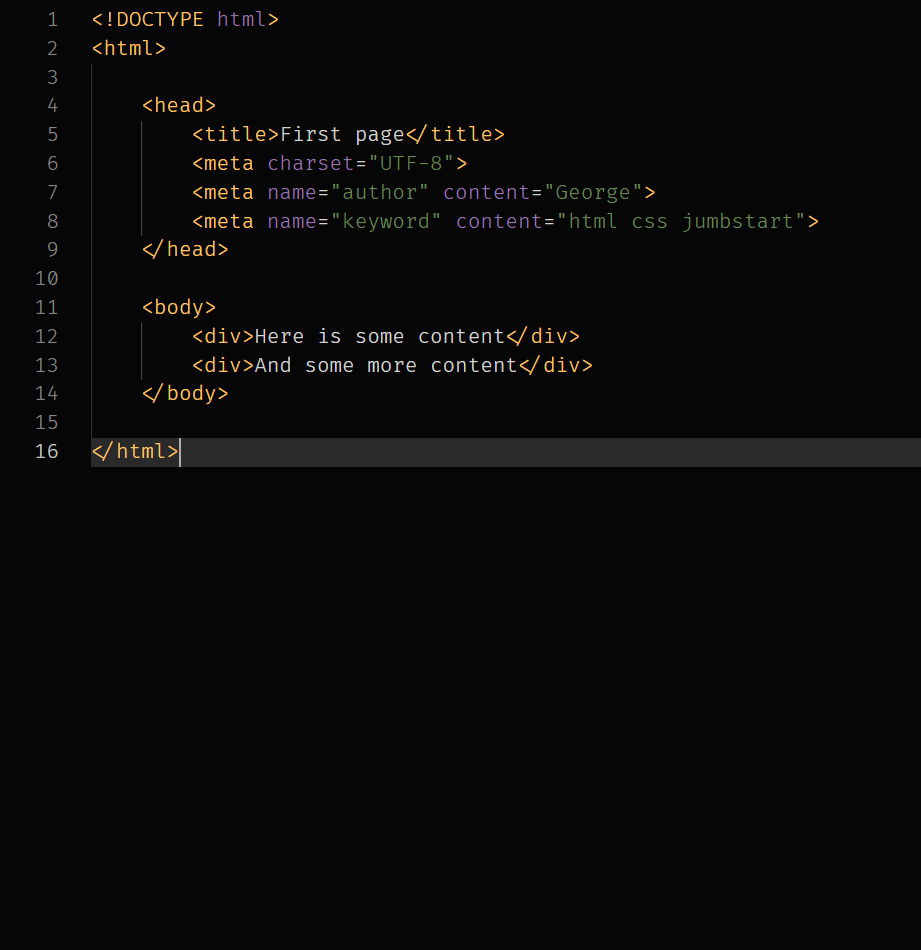 1 <!DOCTYPE html>
2 <html>
3
4 <head>
5 <title>First page</title>
6 <meta charset="UTF-8">
7 <meta name="author" content="George">
8 <meta name="keyword" content="html css jumbstart">
9 </head>
10
11 <body>
12 <div>Here is some content</div>
13 <div>And some more content</div>
14 </body>
15
16 </html>